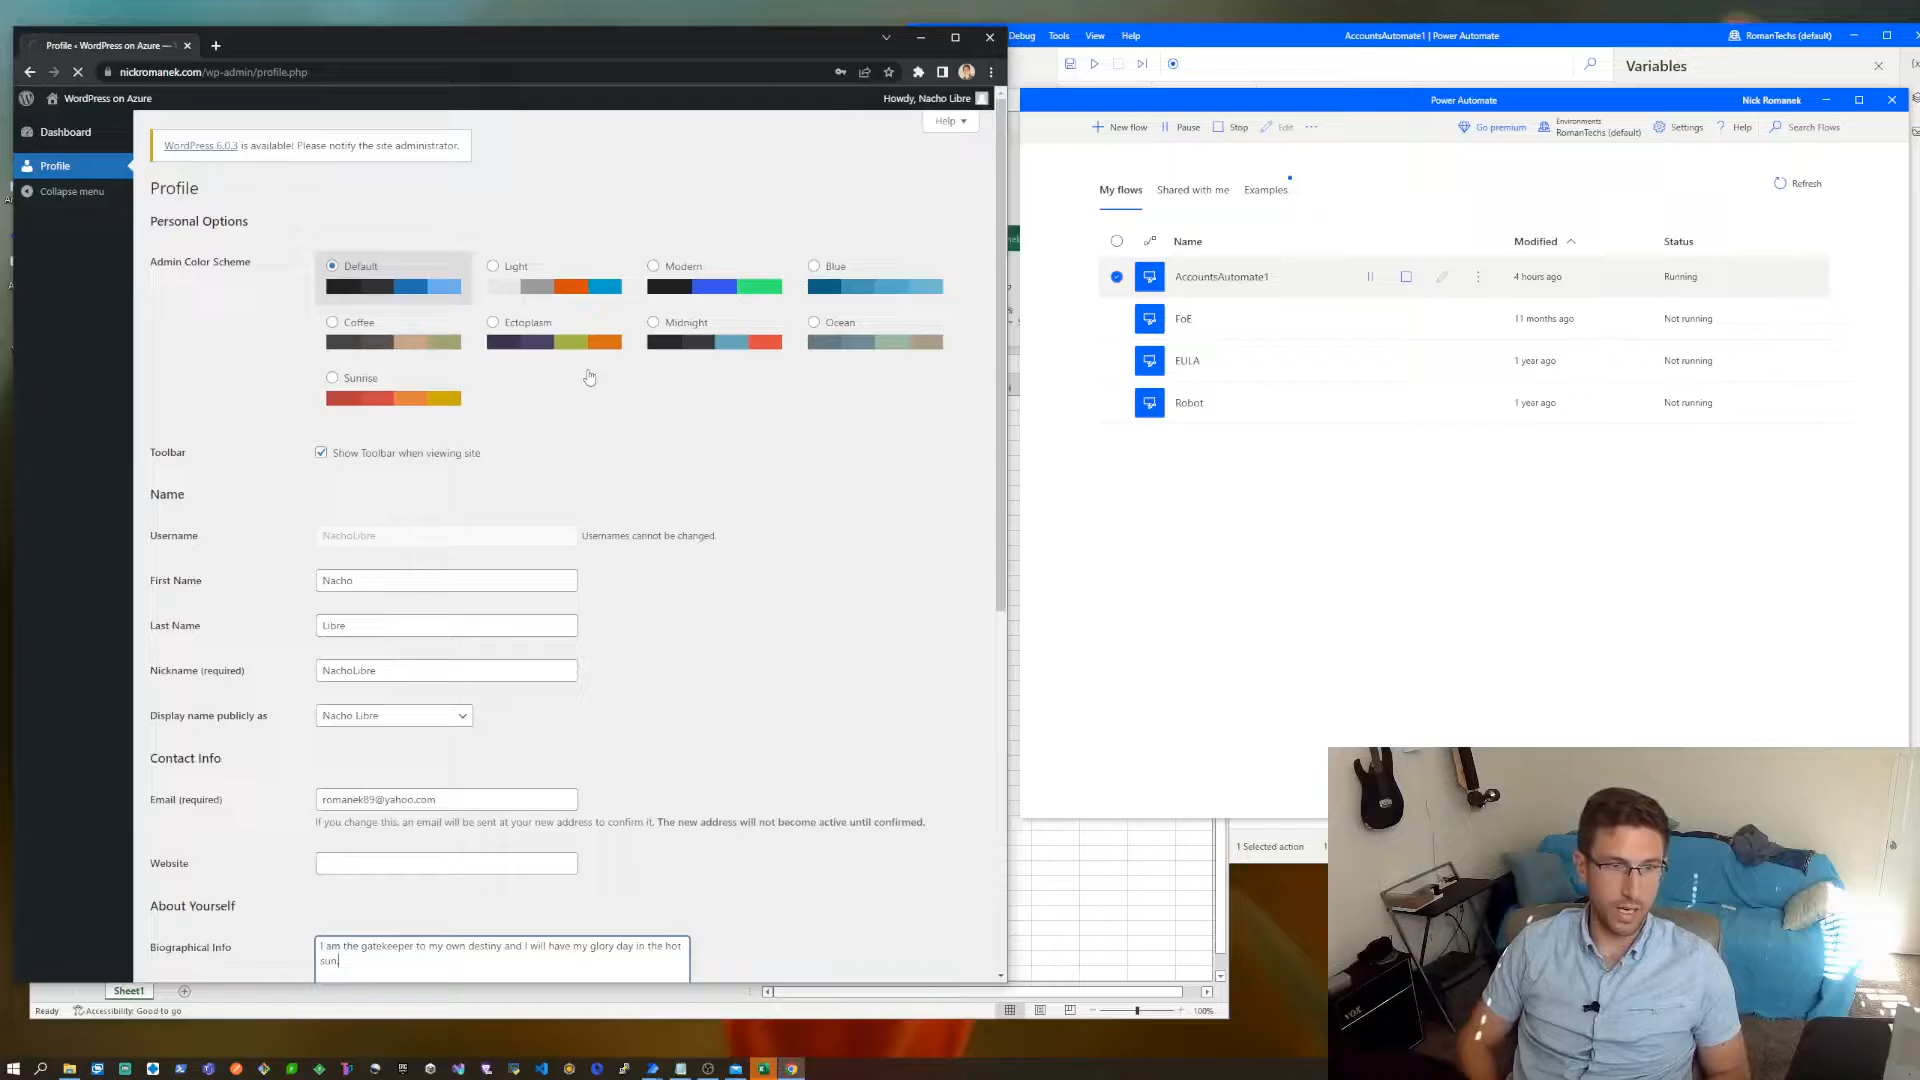 Profile ‹ WordPress on Azure —
nickromanek.com/wp-admin/profile.php
WordPress on Azure
Howdy, Nacho Libre
Dashboard
Profile
Collapse menu
Help
WordPress 6.0.3 is available! Please notify the site administrator.
Profile
Personal Options
Admin Color Scheme
Default
Light
Modern
Blue
Coffee
Ectoplasm
Midnight
Ocean
Sunrise
Toolbar
Show Toolbar when viewing site
Name
Username
NachoLibre
Usernames cannot be changed.
First Name
Nacho
Last Name
Libre
Nickname (required)
NachoLibre
Display name publicly as
Nacho Libre
Contact Info
Email (required)
romanek89@yahoo.com
If you change this, an email will be sent at your new address to confirm it. The new address will not become active until confirmed.
Website
About Yourself
Biographical Info
I am the gatekeeper to my own destiny and I will have my glory day in the hot
sun.
Sheet1
Ready
Accessibility: Good to go
100%
Debug
Tools
View
Help
AccountsAutomate1 | Power Automate
RomanTechs (default)
Variables
Power Automate
Nick Romanek
New flow
Pause
Stop
Edit
Go premium
Environments
RomanTechs (default)
Settings
Help
Search Flows
My flows
Shared with me
Examples
Refresh
Name
Modified
Status
AccountsAutomate1
4 hours ago
Running
FoE
11 months ago
Not running
EULA
1 year ago
Not running
Robot
1 year ago
Not running
1 Selected action
VOX